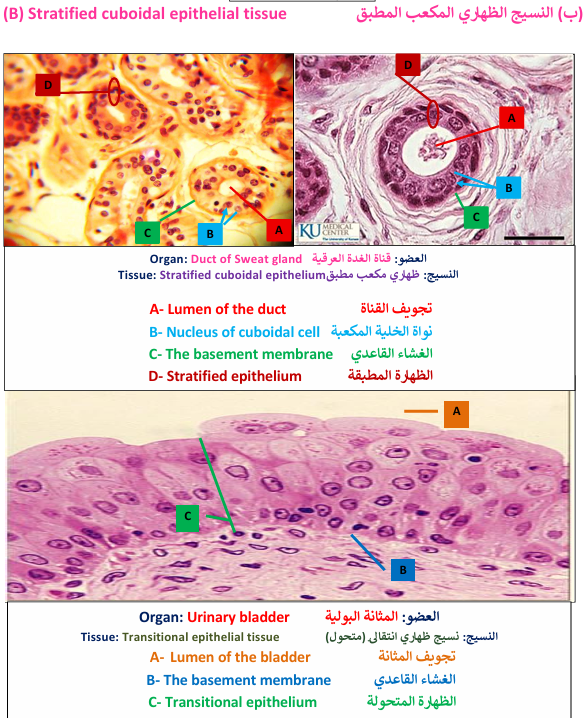 (B) Stratified cuboidal epithelial tissue (ب) النسيج الظهاري المكعب المطبق
D
D
A
B
C
C
B
A
KU MEDICAL CENTER
The University of Kansas
Organ: Duct of Sweat gland العضو: قناة الغدة العرقية
Tissue: Stratified cuboidal epithelium النسيج: ظهاري مكعب مطبق
A- Lumen of the duct تجويف القناة
B- Nucleus of cuboidal cell نواة الخلية المكعبة
C- The basement membrane الغشاء القاعدي
D- Stratified epithelium الظهارة المطبقة
A
C
B
Organ: Urinary bladder العضو: المثانة البولية
Tissue: Transitional epithelial tissue النسيج: نسيج ظهاري انتقالي (متحول)
A- Lumen of the bladder تجويف المثانة
B- The basement membrane الغشاء القاعدي
C- Transitional epithelium الظهارة المتحولة